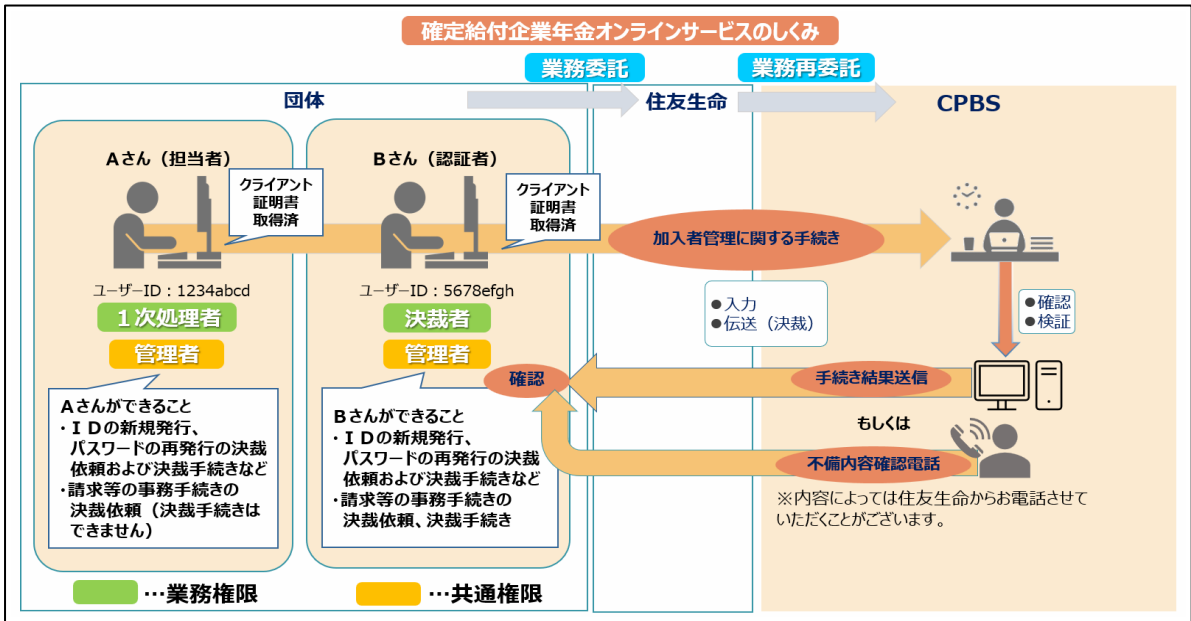 確定給付企業年金オンラインサービスのしくみ
業務委託
業務再委託
団体
住友生命
CPBS
Aさん（担当者）
クライアント
証明書
取得済
ユーザーID：1234abcd
１次処理者
管理者
Aさんができること
・ＩＤの新規発行、
パスワードの再発行の決裁
依頼および決裁手続きなど
・請求等の事務手続きの
決裁依頼（決裁手続きは
できません）
Bさん（認証者）
クライアント
証明書
取得済
ユーザーID：5678efgh
決裁者
管理者
Bさんができること
・ＩＤの新規発行、
パスワードの再発行の決裁
依頼および決裁手続きなど
・請求等の事務手続きの
決裁依頼、決裁手続き
加入者管理に関する手続き
●入力
●伝送（決裁）
●確認
●検証
確認
手続き結果送信
もしくは
不備内容確認電話
※内容によっては住友生命からお電話させて
いただくことがございます。
…業務権限
…共通権限